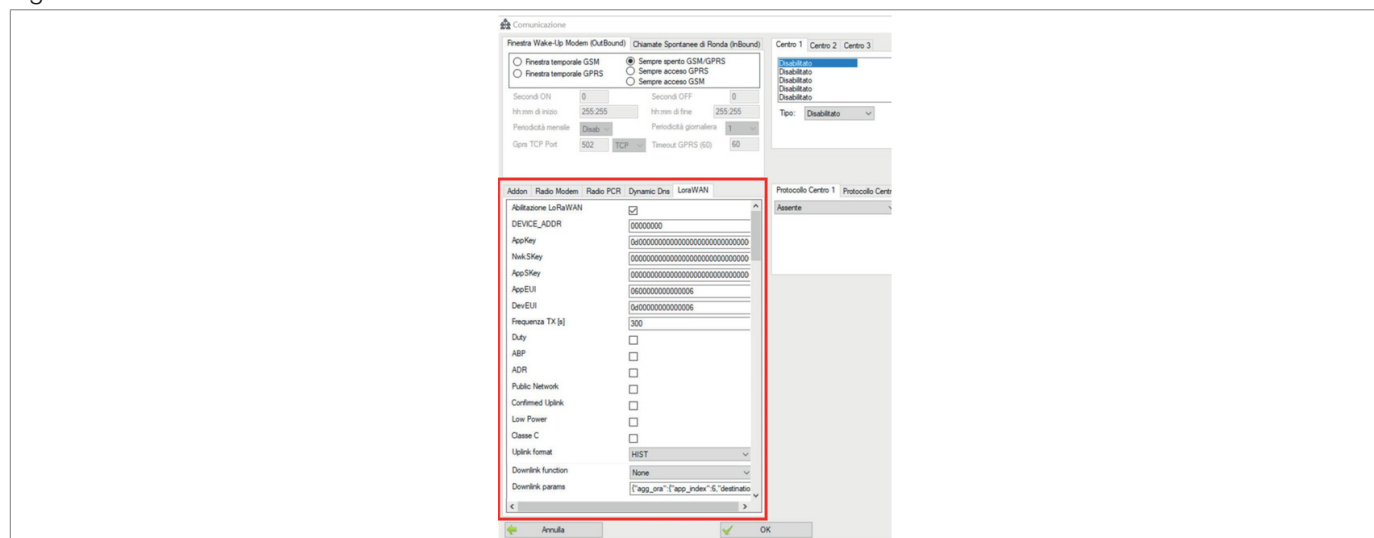 Comunicazione
Finestra Wake-Up Modem (OutBound) Chiamate Spontanee di Ronda (InBound)
Finestra temporale GSM
Finestra temporale GPRS
Sempre spento GSM/GPRS
Sempre acceso GPRS
Sempre acceso GSM
Secondi ON 0 Secondi OFF 0
hh:mm di inizio 255:255 hh:mm di fine 255:255
Periodicità mensile Disab Periodicità giornaliera 1
Gprs TCP Port 502 TCP Timeout GPRS (60) 60
Centro 1 Centro 2 Centro 3
Disabilitato
Disabilitato
Disabilitato
Disabilitato
Disabilitato
Tipo: Disabilitato
Addon Radio Modem Radio PCR Dynamic Dns LoraWAN
Abilitazione LoRaWAN
DEVICE_ADDR 00000000
AppKey
NwkSKey
AppSKey
AppEUI 0600000000000006
DevEUI 0d00000000000006
Frequenza TX [s] 300
Duty
ABP
ADR
Public Network
Confirmed Uplink
Low Power
Classe C
Uplink format HIST
Downlink function None
Downlink params {"agg_ora":{"app_index":6,"destinatio
Protocollo Centro 1 Protocollo Centr
Assente
Annulla OK